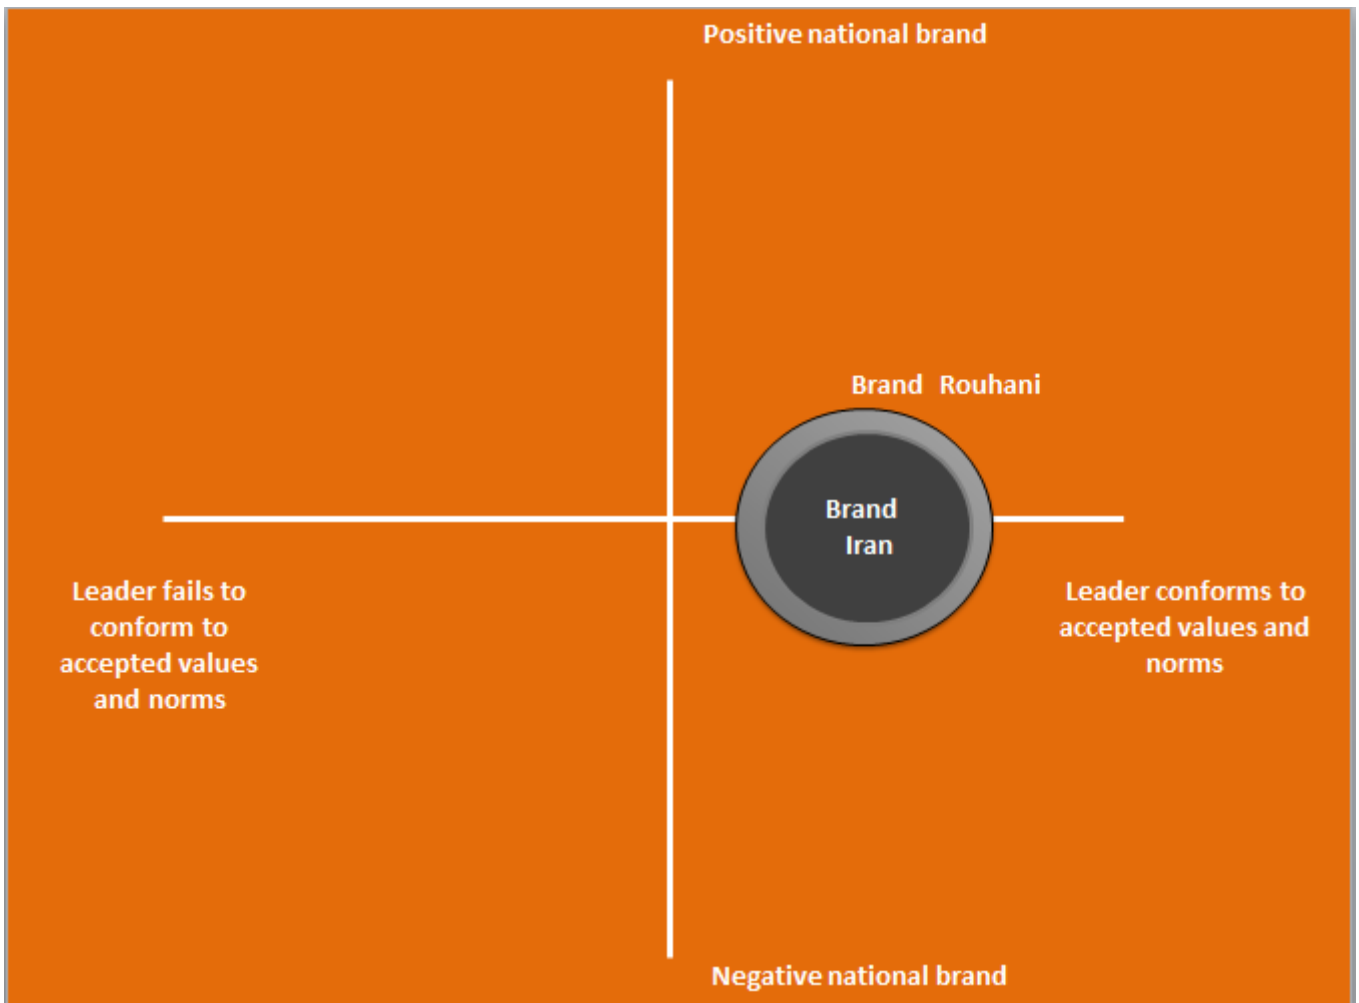 Positive national brand
Brand Rouhani
Brand
Iran
Leader fails to
conform to
accepted values
and norms
Leader conforms to
accepted values and
norms
Negative national brand